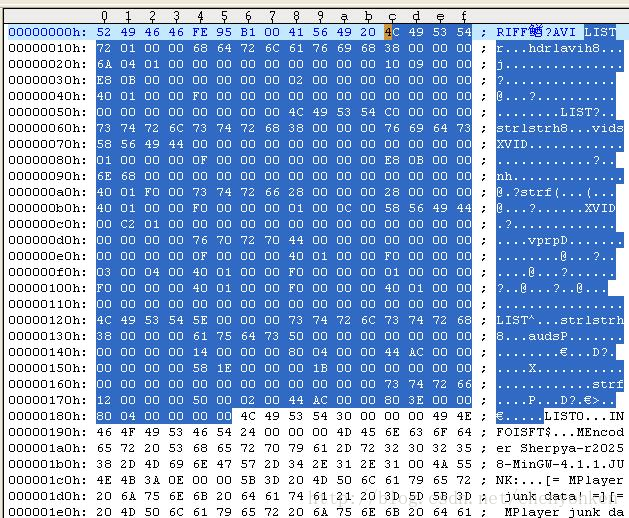 0 1 2 3 4 5 6 7 8 9 a b c d e f
00000000h: 52 49 46 46 FE 95 B1 00 41 56 49 20 4C 49 53 54 ; ?AVI LIST
00000010h: 72 01 00 00 68 64 72 6C 61 76 69 68 38 00 00 00 ; r...hdrlavih8...
00000020h: 6A 04 01 00 00 00 00 00 00 00 00 00 10 09 00 00 ; j...............
00000030h: E8 0B 00 00 00 00 00 00 02 00 00 00 00 00 00 00 ; ?..............
00000040h: 40 01 00 00 F0 00 00 00 00 00 00 00 00 00 00 00 ; @...?..........
00000050h: 00 00 00 00 00 00 00 00 4C 49 53 54 C0 00 00 00 ; ........LIST?..
00000060h: 73 74 72 6C 73 74 72 68 38 00 00 00 76 69 64 73 ; strlstrh8...vids
00000070h: 58 56 49 44 00 00 00 00 00 00 00 00 00 00 00 00 ; XVID............
00000080h: 01 00 00 00 0F 00 00 00 00 00 00 00 E8 0B 00 00 ; ............?..
00000090h: 6E 68 00 00 00 00 00 00 00 00 00 00 00 00 00 00 ; nh..............
000000a0h: 40 01 F0 00 73 74 72 66 28 00 00 00 28 00 00 00 ; @.?strf(...(...
000000b0h: 40 01 00 00 F0 00 00 00 01 00 0C 00 58 56 49 44 ; @...?......XVID
000000c0h: 00 C2 01 00 00 00 00 00 00 00 00 00 00 00 00 00 ; .?.............
000000d0h: 00 00 00 00 76 70 72 70 44 00 00 00 00 00 00 00 ; ....vprpD.......
000000e0h: 00 00 00 00 0F 00 00 00 40 01 00 00 F0 00 00 00 ; ........@...?..
000000f0h: 03 00 04 00 40 01 00 00 F0 00 00 00 01 00 00 00 ; ....@...?......
00000100h: F0 00 00 00 40 01 00 00 F0 00 00 00 40 01 00 00 ; ?..@...?..@...
00000110h: 00 00 00 00 00 00 00 00 00 00 00 00 00 00 00 00 ; ................
00000120h: 4C 49 53 54 5E 00 00 00 73 74 72 6C 73 74 72 68 ; LIST^...strlstrh
00000130h: 38 00 00 00 61 75 64 73 50 00 00 00 00 00 00 00 ; 8...audsP.......
00000140h: 00 00 00 00 14 00 00 00 80 04 00 00 44 AC 00 00 ; ........€...D?.
00000150h: 00 00 00 00 58 1E 00 00 00 1B 00 00 00 00 00 00 ; ....X...........
00000160h: 00 00 00 00 00 00 00 00 00 00 00 00 73 74 72 66 ; ............strf
00000170h: 12 00 00 00 50 00 02 00 44 AC 00 00 80 3E 00 00 ; ....P...D?.€>..
00000180h: 80 04 00 00 00 00 4C 49 53 54 30 00 00 00 49 4E ; €.....LIST0...IN
00000190h: 46 4F 49 53 46 54 24 00 00 00 4D 45 6E 63 6F 64 ; FOISFT$...MEncod
000001a0h: 65 72 20 53 68 65 72 70 79 61 2D 72 32 30 32 35 ; er Sherpya-r2025
000001b0h: 38 2D 4D 69 6E 47 57 2D 34 2E 31 2E 31 00 4A 55 ; 8-MinGW-4.1.1.JU
000001c0h: 4E 4B 3A 0E 00 00 5B 3D 20 4D 50 6C 61 79 65 72 ; NK:...[= MPlayer
000001d0h: 20 6A 75 6E 6B 20 64 61 74 61 21 20 3D 5D 5B 3D ; junk data! =][=
000001e0h: 20 4D 50 6C 61 79 65 72 20 6A 75 6E 6B 20 64 61 ; MPlayer junk da